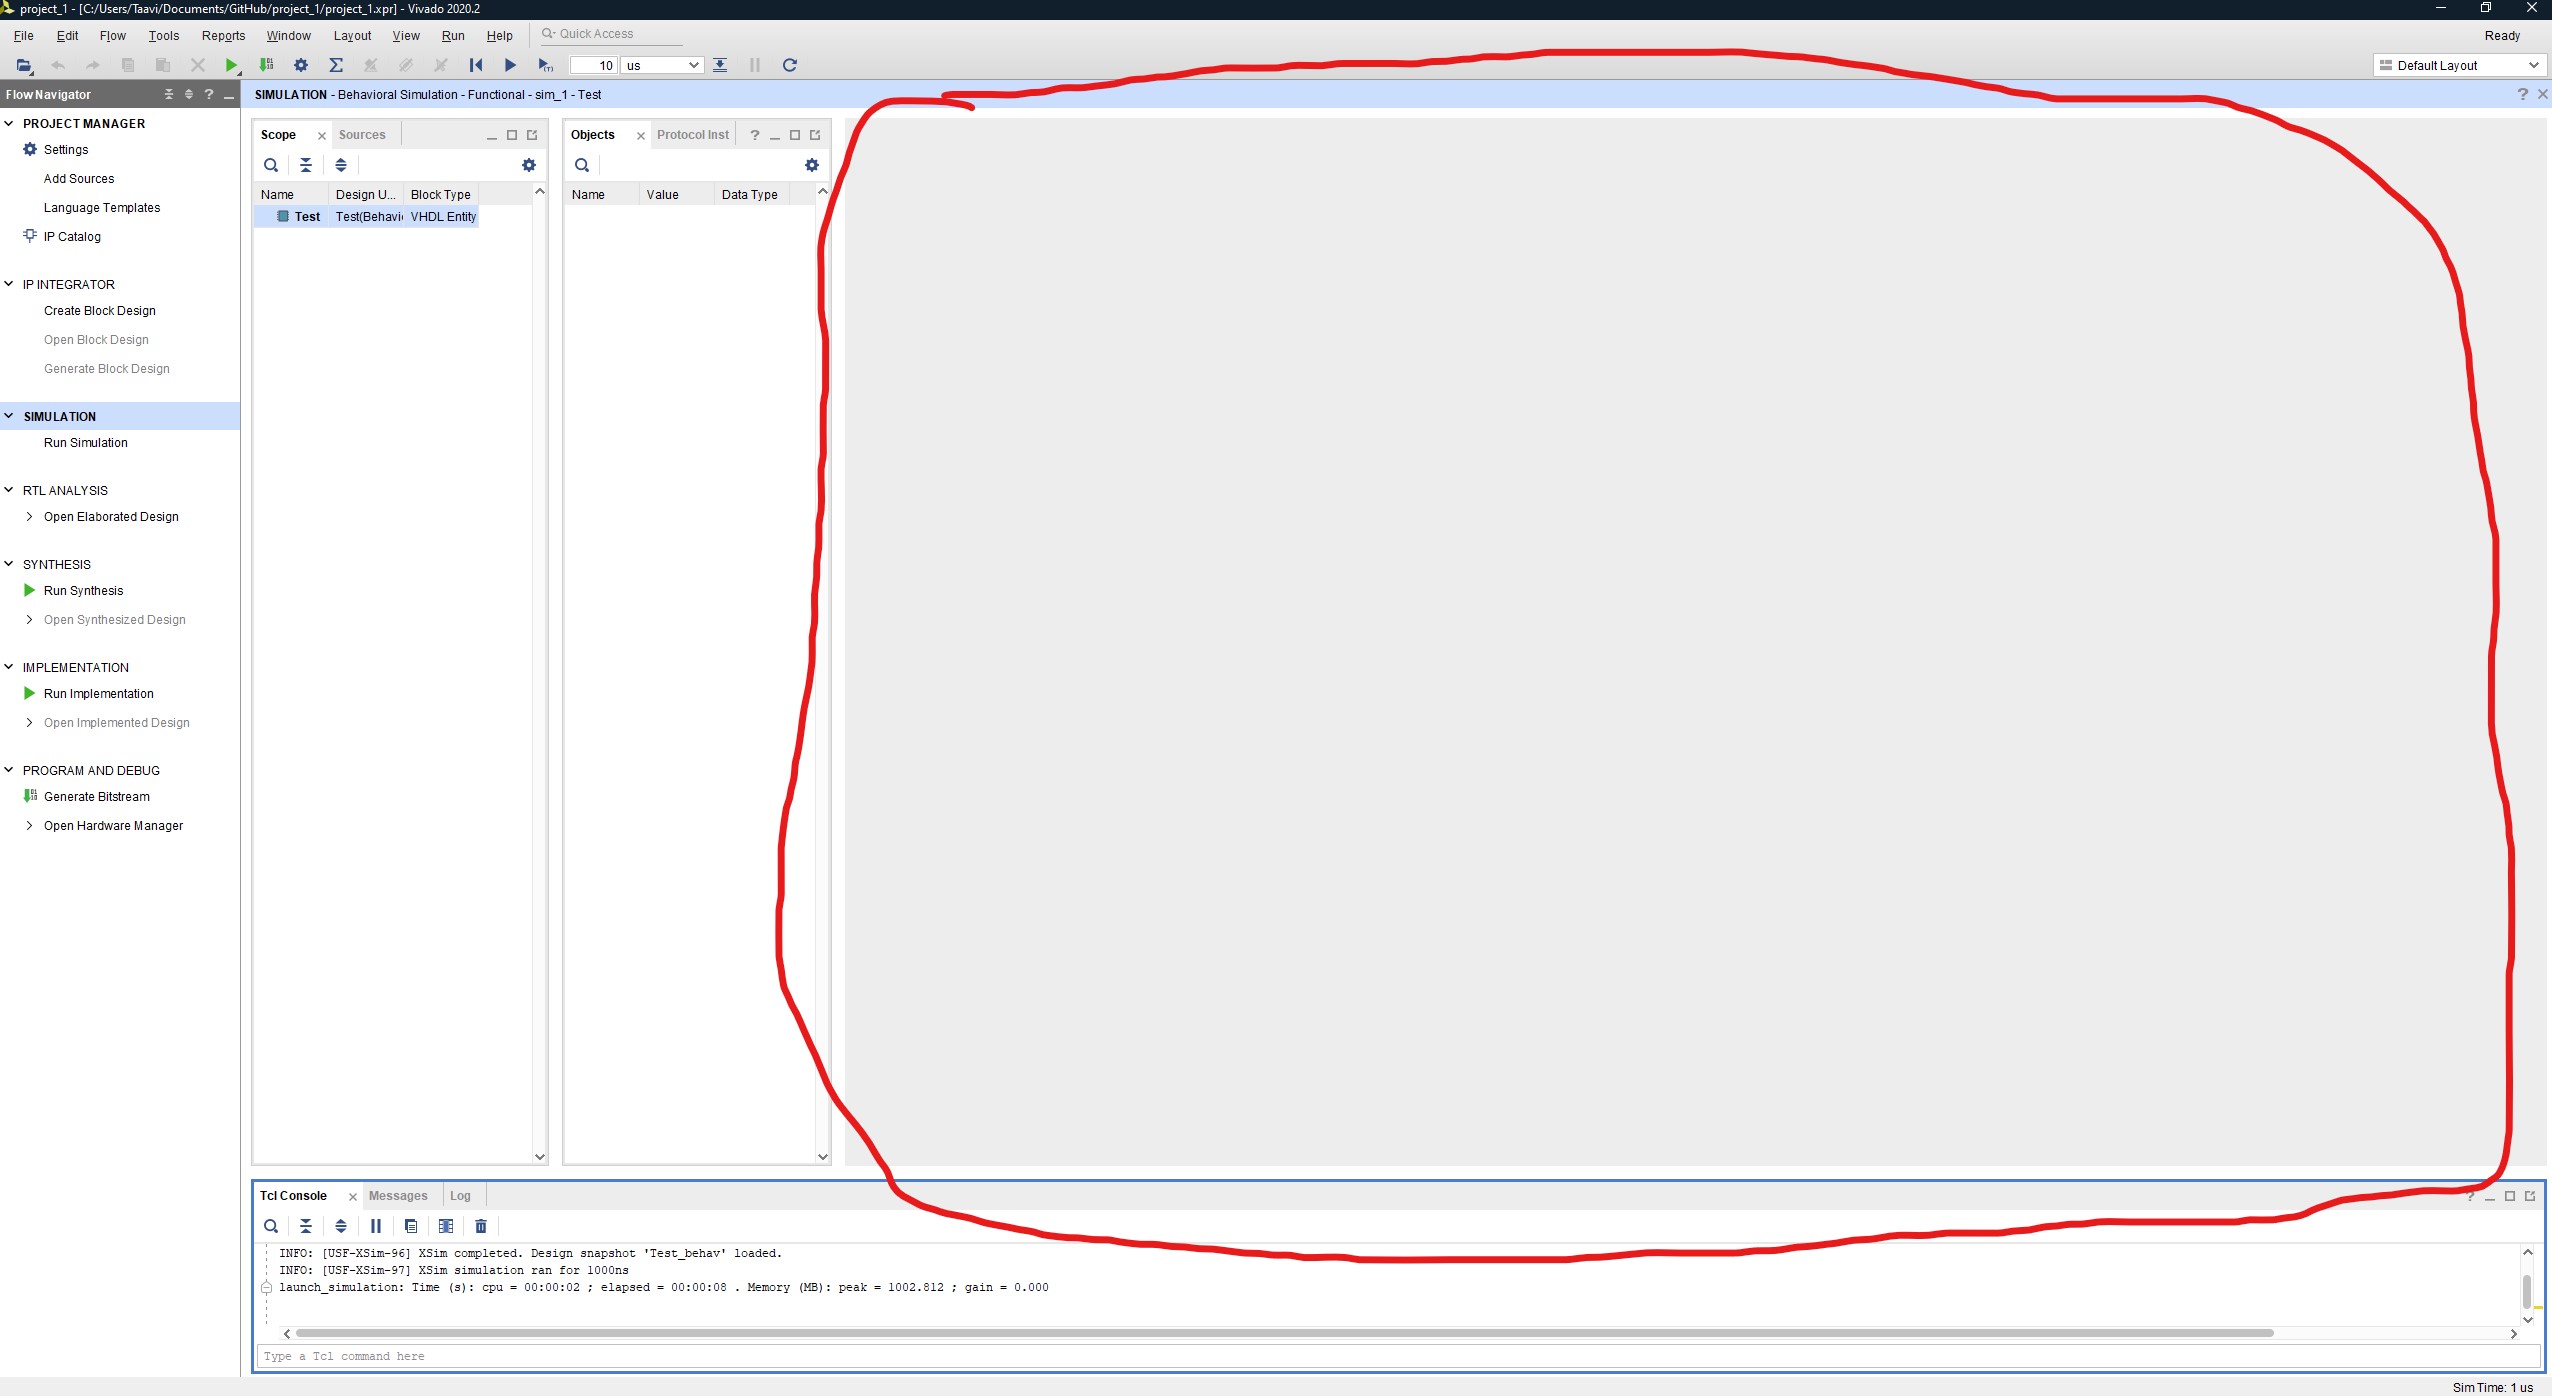 project_1 - [C:/Users/Taavi/Documents/GitHub/project_1/project_1.xpr] - Vivado 2020.2
File Edit Flow Tools Reports Window Layout View Run Help Quick Access Ready
10 us Default Layout
Flow Navigator ? SIMULATION - Behavioral Simulation - Functional - sim_1 - Test ?
PROJECT MANAGER
Settings
Add Sources
Language Templates
IP Catalog
IP INTEGRATOR
Create Block Design
Open Block Design
Generate Block Design
SIMULATION
Run Simulation
RTL ANALYSIS
Open Elaborated Design
SYNTHESIS
Run Synthesis
Open Synthesized Design
IMPLEMENTATION
Run Implementation
Open Implemented Design
PROGRAM AND DEBUG
Generate Bitstream
Open Hardware Manager
Scope Sources
Name Design U... Block Type
Test Test(Behavi VHDL Entity
Objects Protocol Inst ?
Name Value Data Type
Tcl Console Messages Log ?
INFO: [USF-XSim-96] XSim completed. Design snapshot 'Test_behav' loaded.
INFO: [USF-XSim-97] XSim simulation ran for 1000ns
launch_simulation: Time (s): cpu = 00:00:02 ; elapsed = 00:00:08 . Memory (MB): peak = 1002.812 ; gain = 0.000
Type a Tcl command here
Sim Time: 1 us